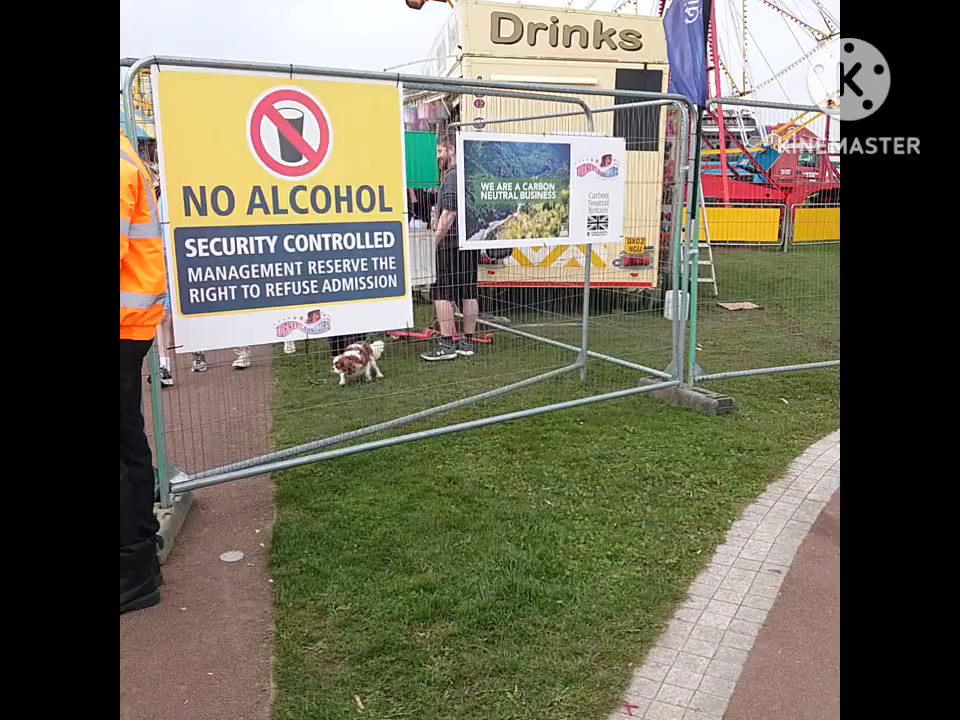 Drinks
K
KINEMASTER
NO ALCOHOL
SECURITY CONTROLLED
MANAGEMENT RESERVE THE
RIGHT TO REFUSE ADMISSION
WE ARE A CARBON
NEUTRAL BUSINESS
Carbon
Neutral
Britain